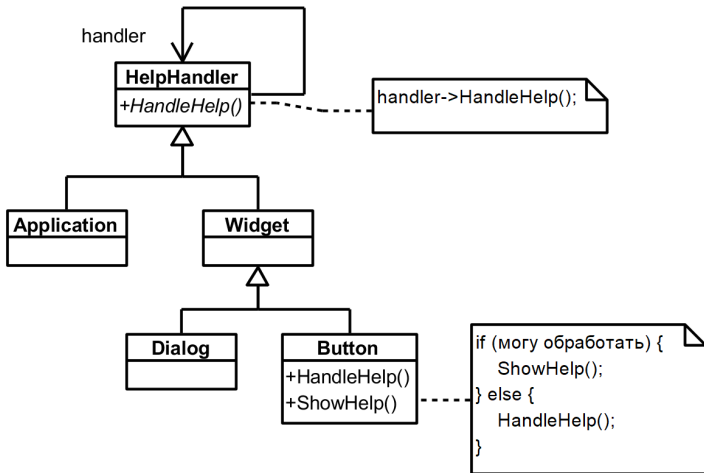 handler
HelpHandler
+HandleHelp()
handler->HandleHelp();
Application
Widget
Dialog
Button
+HandleHelp()
+ShowHelp()
if (могу обработать) {
ShowHelp();
} else {
HandleHelp();
}